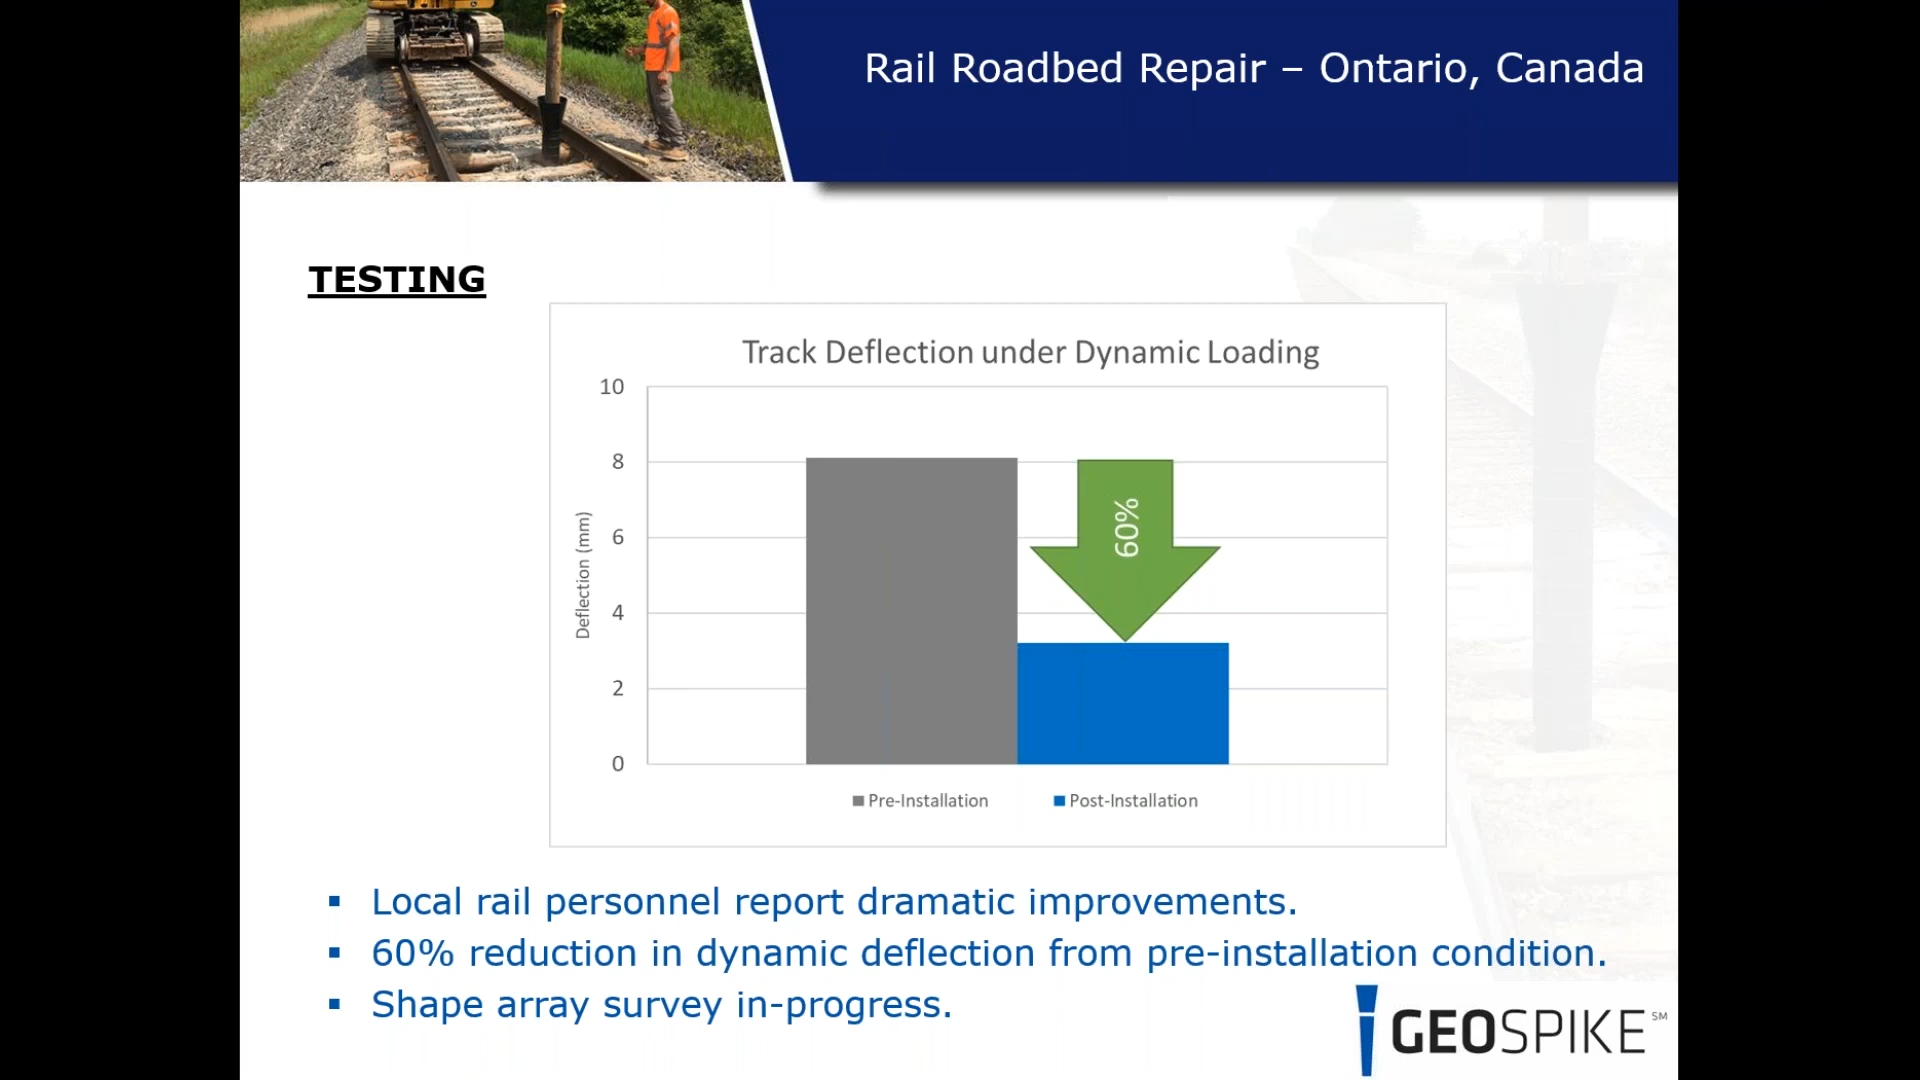 Rail Roadbed Repair – Ontario, Canada
TESTING
Track Deflection under Dynamic Loading
10
8
6
4
2
0
Deflection (mm)
60%
Pre-Installation
Post-Installation
▪ Local rail personnel report dramatic improvements.
▪ 60% reduction in dynamic deflection from pre-installation condition.
▪ Shape array survey in-progress.
GEOSPIKE℠